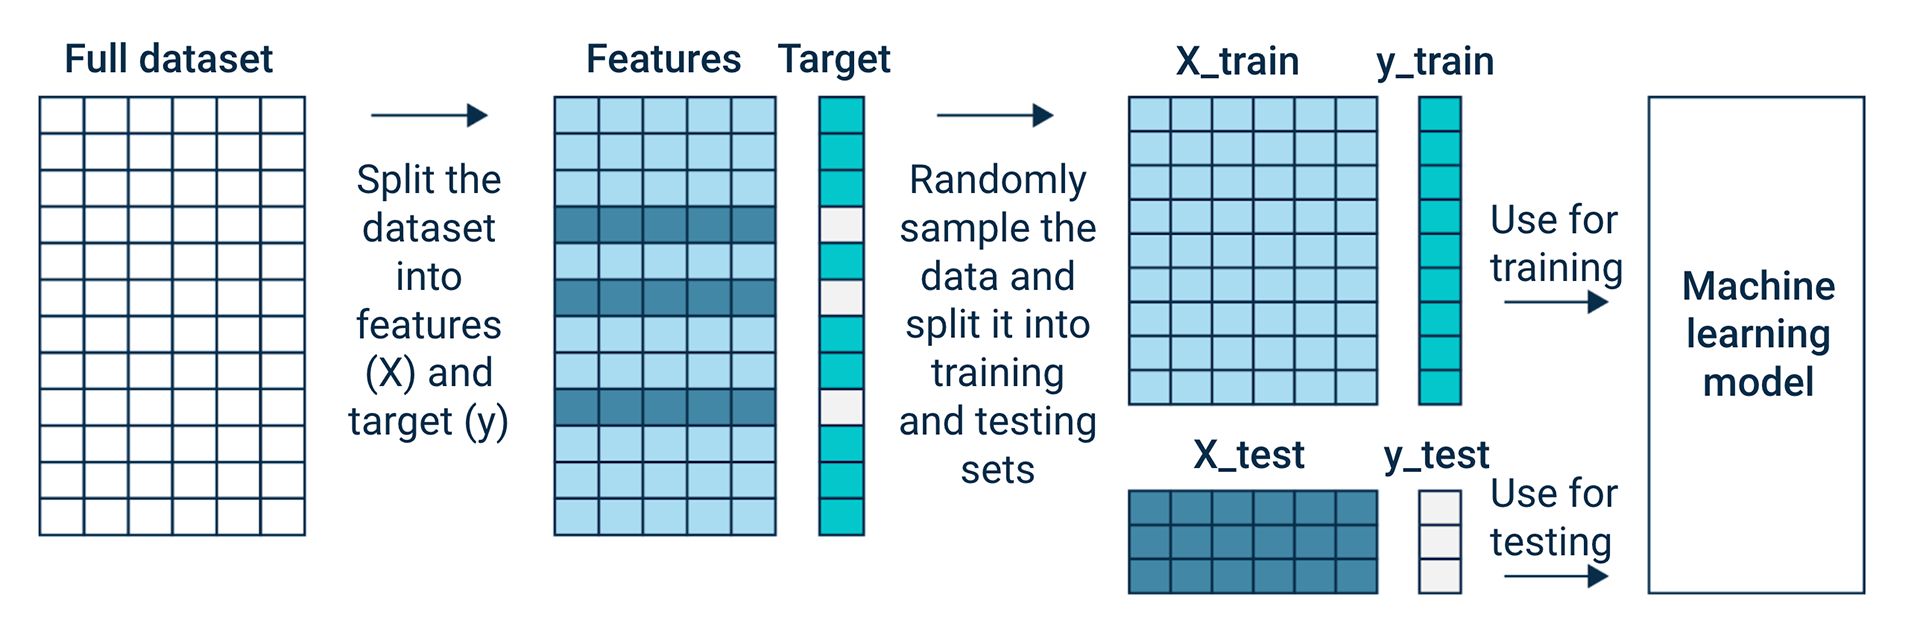 Full dataset
Split the
dataset
into
features
(X) and
target (y)
Features
Target
Randomly
sample the
data and
split it into
training
and testing
sets
X_train
y_train
Use for
training
X_test
y_test
Use for
testing
Machine
learning
model